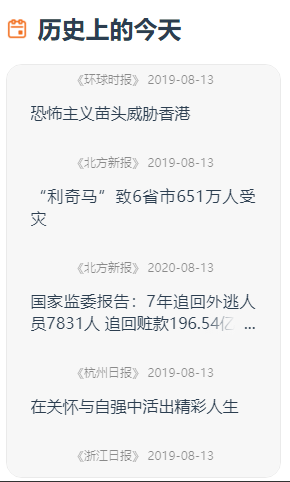 历史上的今天
《环球时报》 2019-08-13
恐怖主义苗头威胁香港
《北方新报》 2019-08-13
“利奇马”致6省市651万人受
灾
《北方新报》 2020-08-13
国家监委报告：7年追回外逃人
员7831人 追回赃款196.54亿 ...
《杭州日报》 2019-08-13
在关怀与自强中活出精彩人生
《浙江日报》 2019-08-13